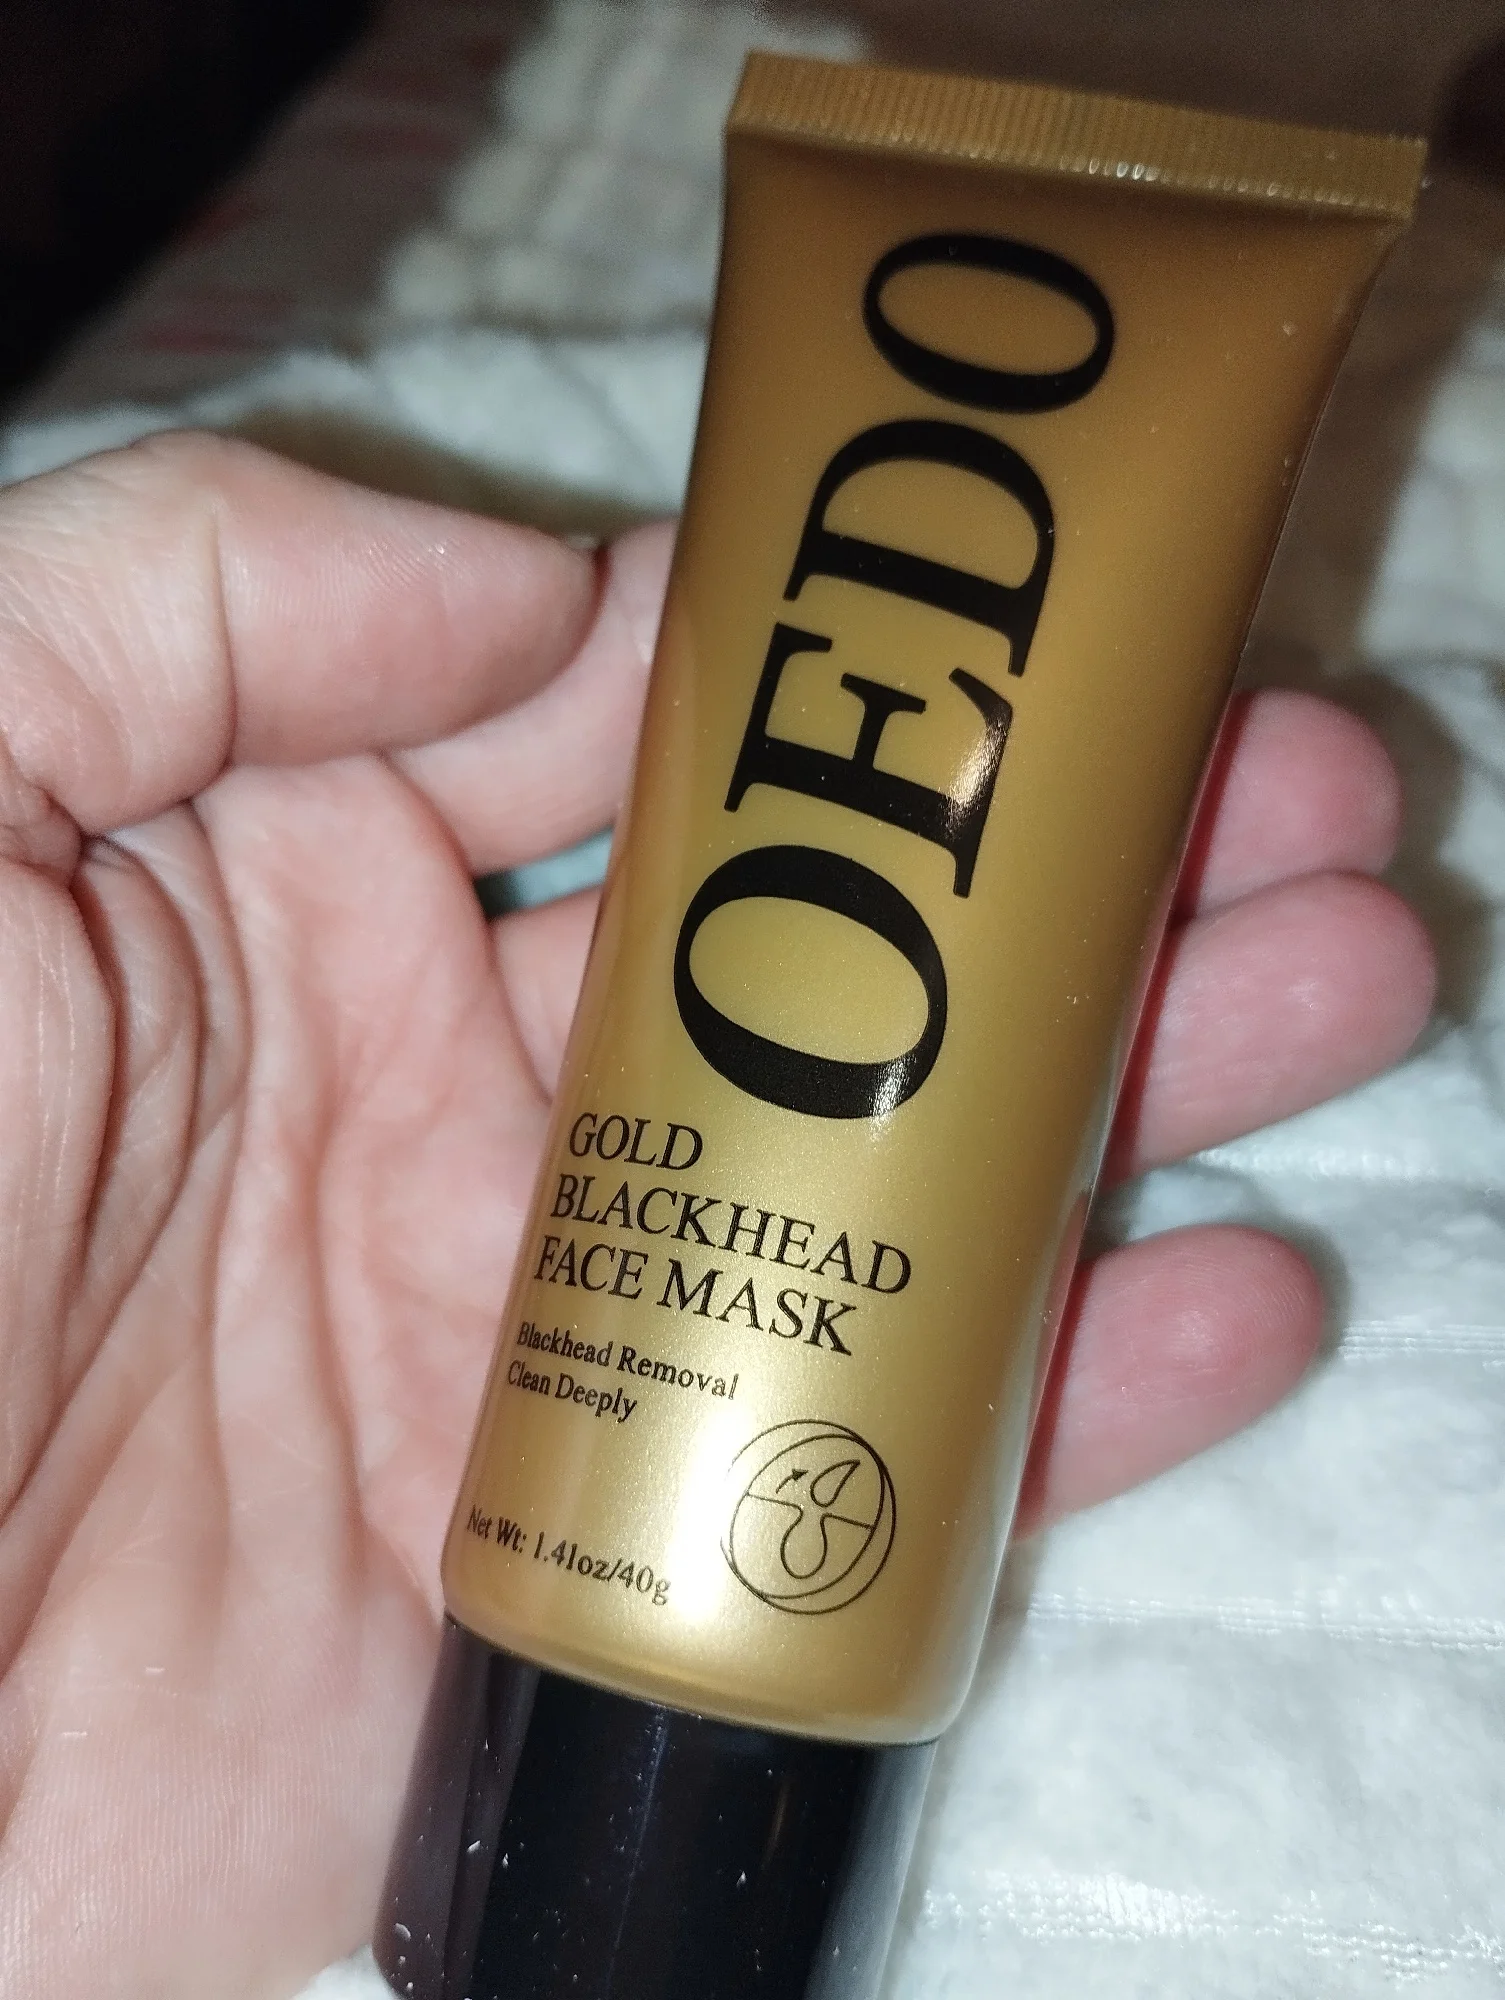 OEDO
GOLD
BLACKHEAD
FACE MASK
Blackhead Removal
Clean Deeply
Net Wt: 1.41oz/40g